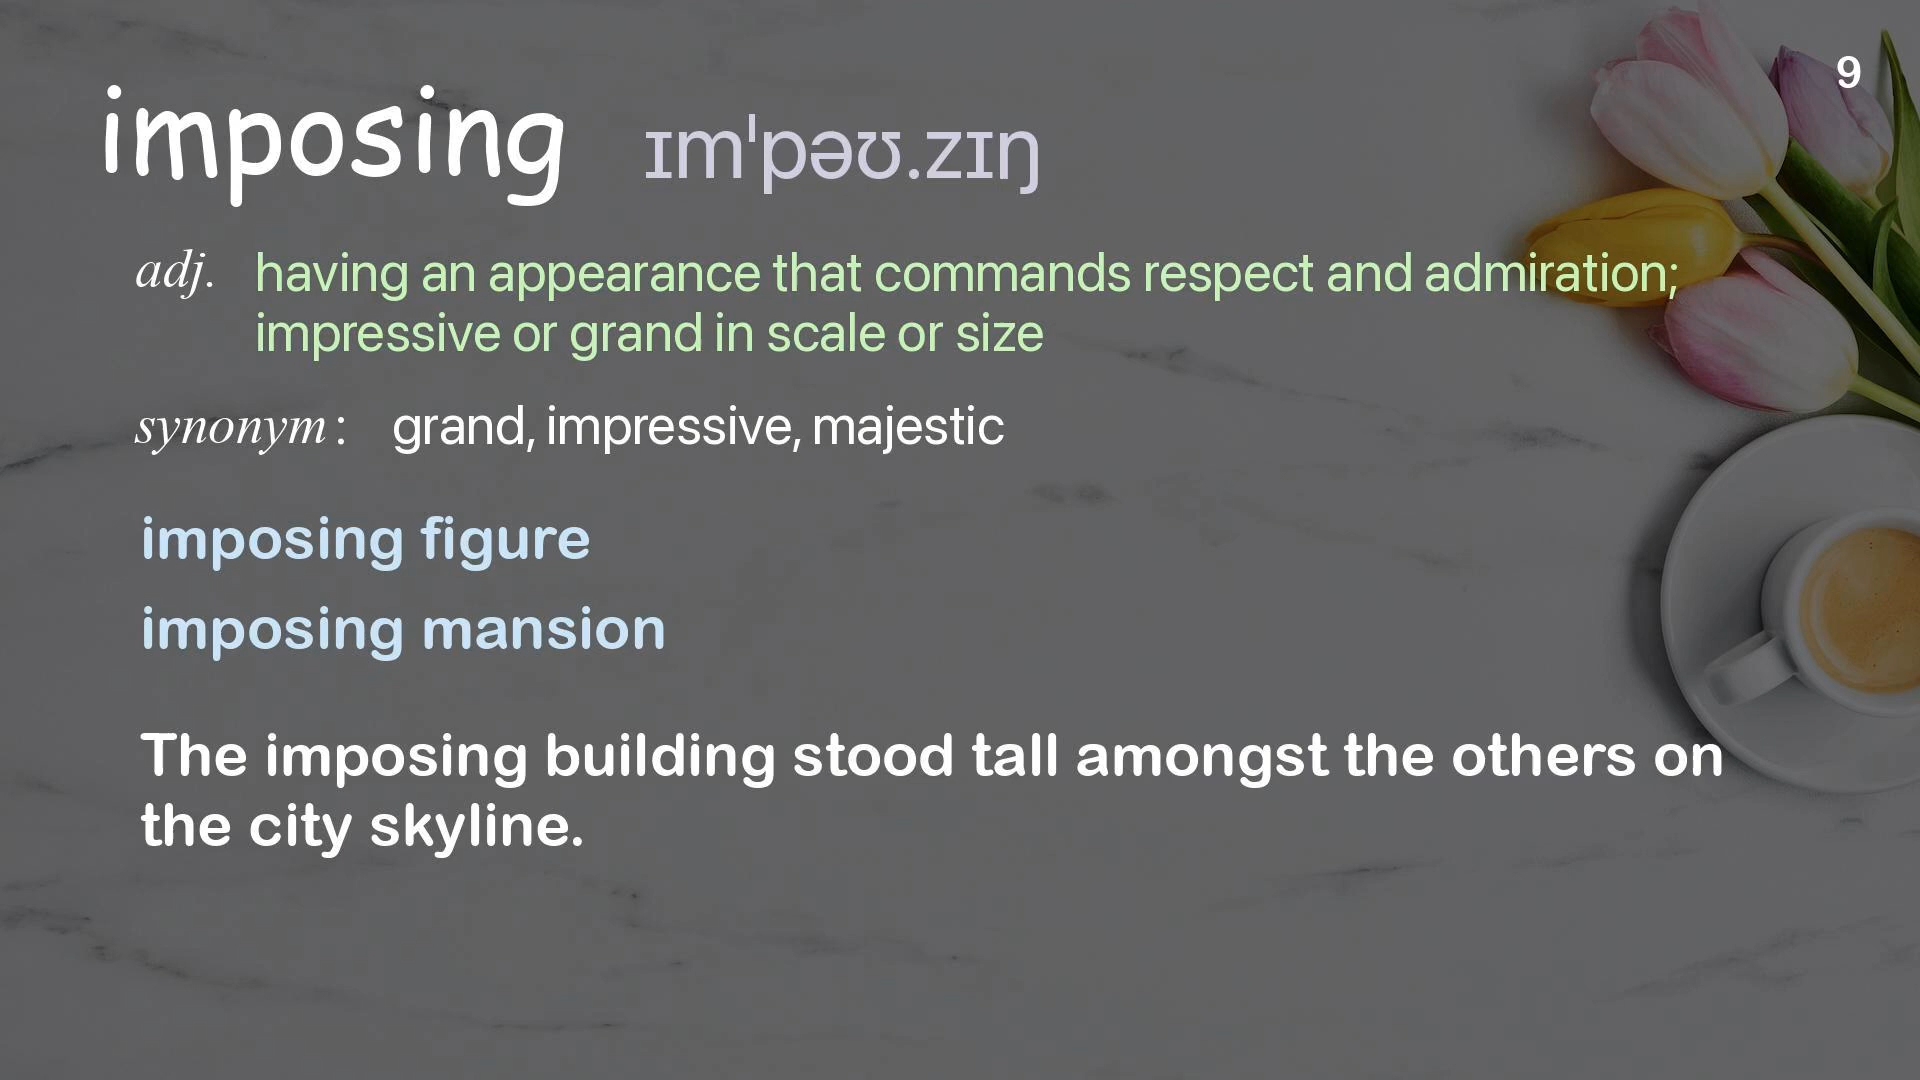 9
imposing ɪmˈpəʊ.zɪŋ
adj. having an appearance that commands respect and admiration;
impressive or grand in scale or size
synonym : grand, impressive, majestic
imposing figure
imposing mansion
The imposing building stood tall amongst the others on
the city skyline.